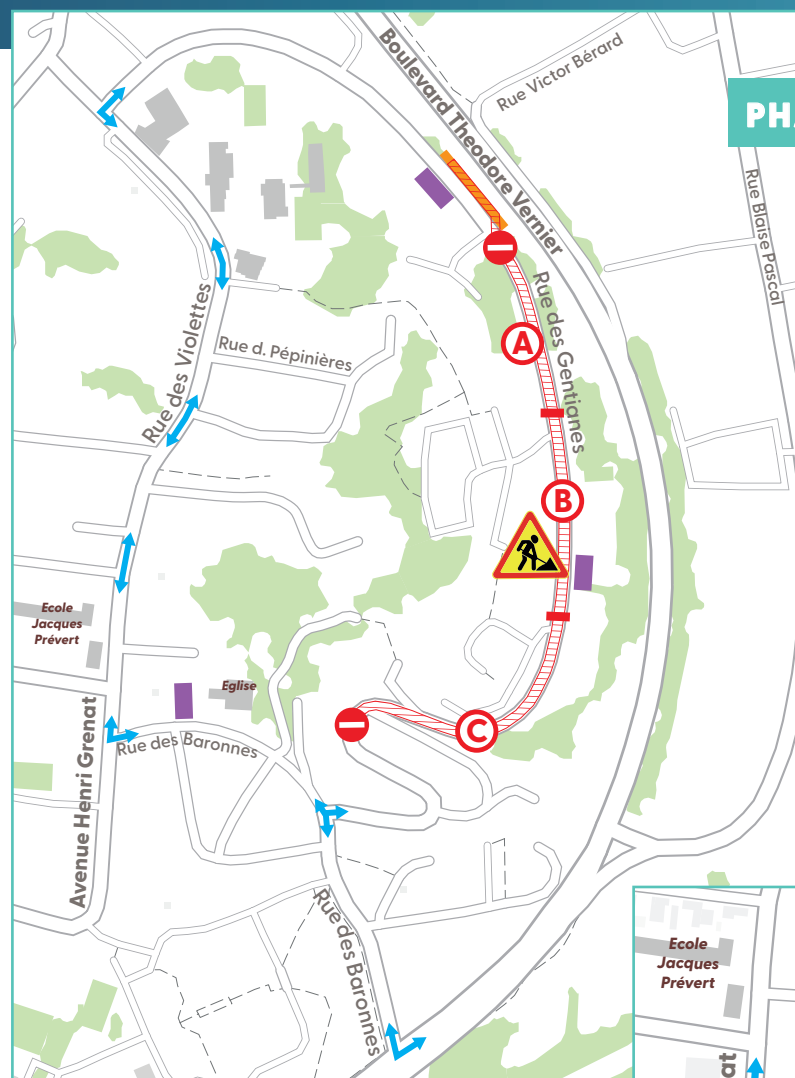 Boulevard Theodore Vernier
Rue Victor Bérard
PH
Rue Blaise Pascal
Rue des Gentianes
A
Rue des Violettes
Rue d. Pépinières
B
Ecole
Jacques
Prévert
Eglise
C
Rue des Baronnes
Avenue Henri Grenat
Rue des Baronnes
Ecole
Jacques
Prévert
at